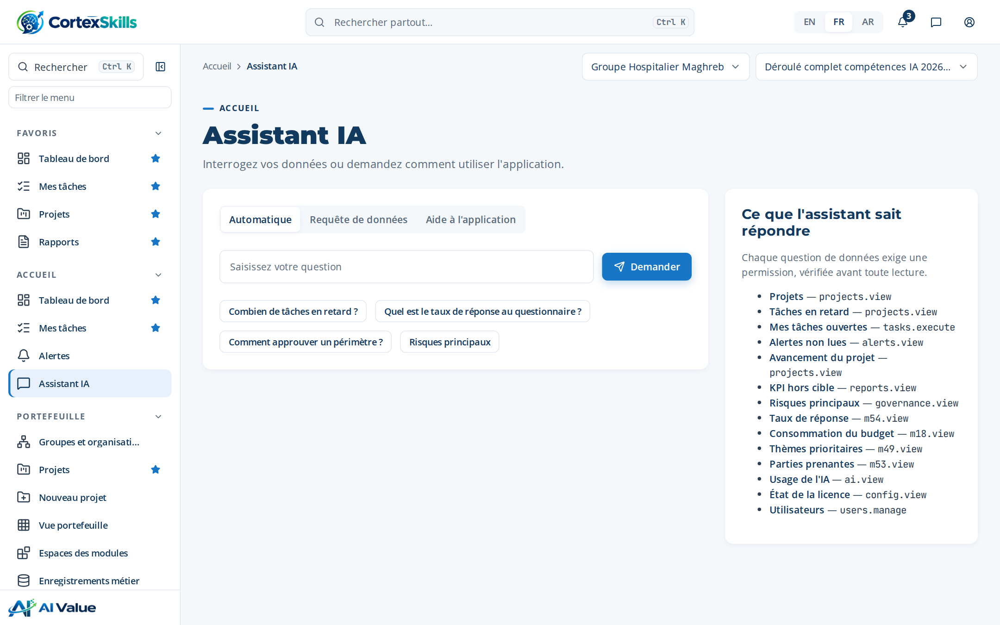 CortexSkills
Rechercher partout...
Ctrl K
EN
FR
AR
3
Rechercher
Ctrl K
Filtrer le menu
FAVORIS
Tableau de bord
Mes tâches
Projets
Rapports
ACCUEIL
Tableau de bord
Mes tâches
Alertes
Assistant IA
PORTEFEUILLE
Groupes et organisati...
Projets
Nouveau projet
Vue portefeuille
Espaces des modules
Enregistrements métier
AI Value
Accueil > Assistant IA
Groupe Hospitalier Maghreb
Déroulé complet compétences IA 2026...
ACCUEIL
Assistant IA
Interrogez vos données ou demandez comment utiliser l'application.
Automatique
Requête de données
Aide à l'application
Saisissez votre question
Demander
Combien de tâches en retard ?
Quel est le taux de réponse au questionnaire ?
Comment approuver un périmètre ?
Risques principaux
Ce que l'assistant sait
répondre
Chaque question de données exige une
permission, vérifiée avant toute lecture.
• Projets — projects.view
• Tâches en retard — projects.view
• Mes tâches ouvertes — tasks.execute
• Alertes non lues — alerts.view
• Avancement du projet —
projects.view
• KPI hors cible — reports.view
• Risques principaux — governance.view
• Taux de réponse — m54.view
• Consommation du budget — m18.view
• Thèmes prioritaires — m49.view
• Parties prenantes — m53.view
• Usage de l'IA — ai.view
• État de la licence — config.view
• Utilisateurs — users.manage